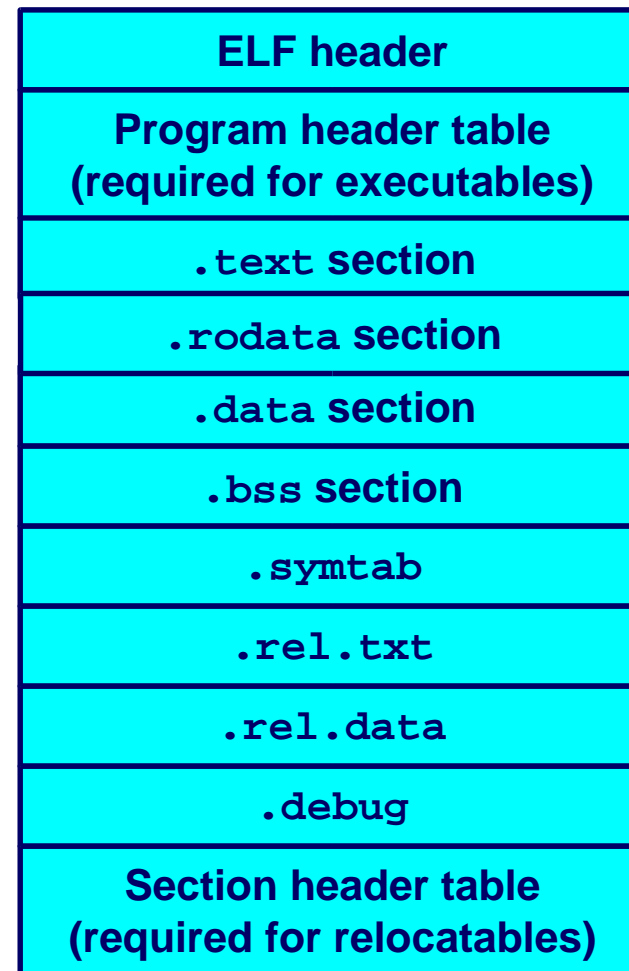 ELF header
Program header table
(required for executables)
.text section
.rodata section
.data section
.bss section
.symtab
.rel.txt
.rel.data
.debug
Section header table
(required for relocatables)